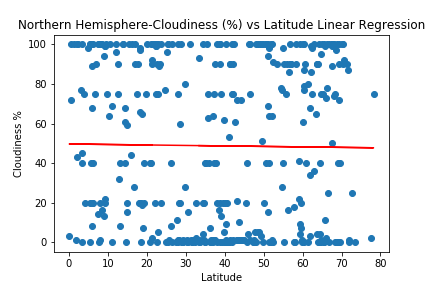 Northern Hemisphere-Cloudiness (%) vs Latitude Linear Regression
100
80
60
40
20
0
Cloudiness %
0 10 20 30 40 50 60 70 80
Latitude